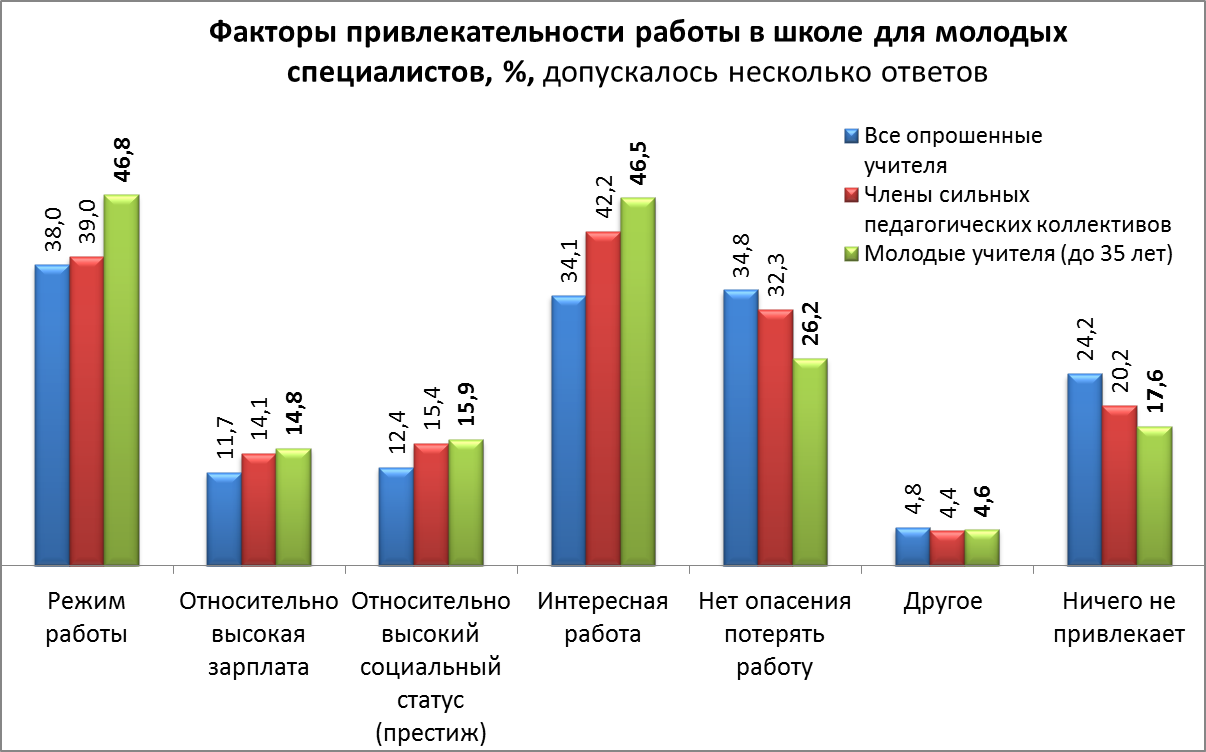 Факторы привлекательности работы в школе для молодых
специалистов, %, допускалось несколько ответов
Все опрошенные
учителя
Члены сильных
педагогических коллективов
Молодые учителя (до 35 лет)
38,0
39,0
46,8
11,7
14,1
14,8
12,4
15,4
15,9
34,1
42,2
46,5
34,8
32,3
26,2
4,8
4,4
4,6
24,2
20,2
17,6
Режим
работы
Относительно
высокая
зарплата
Относительно
высокий
социальный
статус
(престиж)
Интересная
работа
Нет опасения
потерять
работу
Другое
Ничего не
привлекает